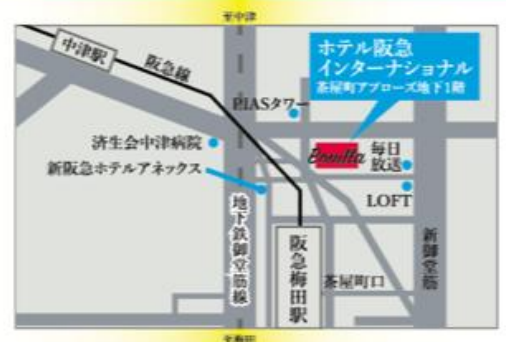 至中津
中津駅
阪急線
ホテル阪急
インターナショナル
茶屋町アプローズ地下1階
PIASタワー
済生会中津病院
新阪急ホテルアネックス
毎日
放送
LOFT
地下鉄御堂筋線
阪急梅田駅
茶屋町口
新御堂筋